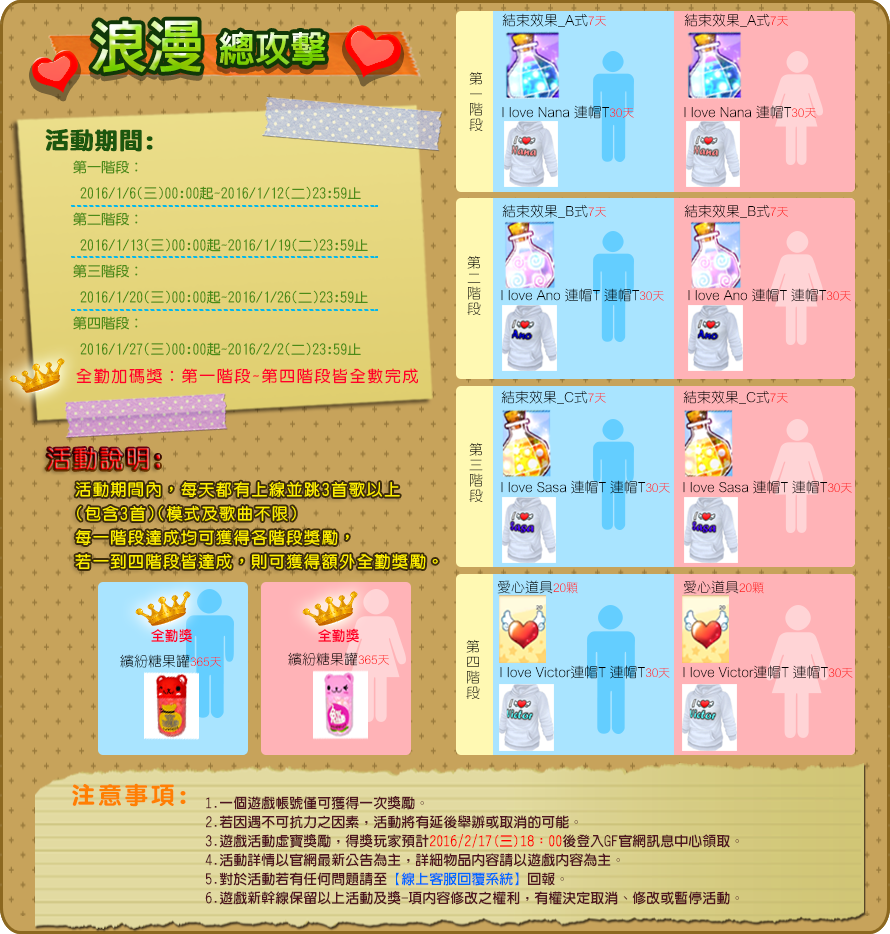 浪漫總攻擊
活動期間:
第一階段：
2016/1/6(三)00:00起~2016/1/12(二)23:59止
第二階段：
2016/1/13(三)00:00起~2016/1/19(二)23:59止
第三階段：
2016/1/20(三)00:00起~2016/1/26(二)23:59止
第四階段：
2016/1/27(三)00:00起~2016/2/2(二)23:59止
全勤加碼獎：第一階段~第四階段皆全數完成
活動說明:
活動期間內，每天都有上線並跳3首歌以上
(包含3首)(模式及歌曲不限)
每一階段達成均可獲得各階段獎勵，
若一到四階段皆達成，則可獲得額外全勤獎勵。
全勤獎
繽紛糖果罐365天
全勤獎
繽紛糖果罐365天
第一階段
結束效果_A式7天
結束效果_A式7天
I love Nana 連帽T30天
I love Nana 連帽T30天
I
Nana
I
Nana
第二階段
結束效果_B式7天
結束效果_B式7天
I love Ano 連帽T 連帽T30天
I love Ano 連帽T 連帽T30天
I
Ano
I
Ano
第三階段
結束效果_C式7天
結束效果_C式7天
I love Sasa 連帽T 連帽T30天
I love Sasa 連帽T 連帽T30天
I
Sasa
I
Sasa
第四階段
愛心道具20顆
愛心道具20顆
20
20
I love Victor連帽T 連帽T30天
I love Victor連帽T 連帽T30天
I
Victor
I
Victor
注意事項:
1.一個遊戲帳號僅可獲得一次獎勵。
2.若因遇不可抗力之因素，活動將有延後舉辦或取消的可能。
3.遊戲活動虛寶獎勵，得獎玩家預計2016/2/17(三)18：00後登入GF官網訊息中心領取。
4.活動詳情以官網最新公告為主，詳細物品內容請以遊戲內容為主。
5.對於活動若有任何問題請至【線上客服回覆系統】回報。
6.遊戲新幹線保留以上活動及獎-項內容修改之權利，有權決定取消、修改或暫停活動。